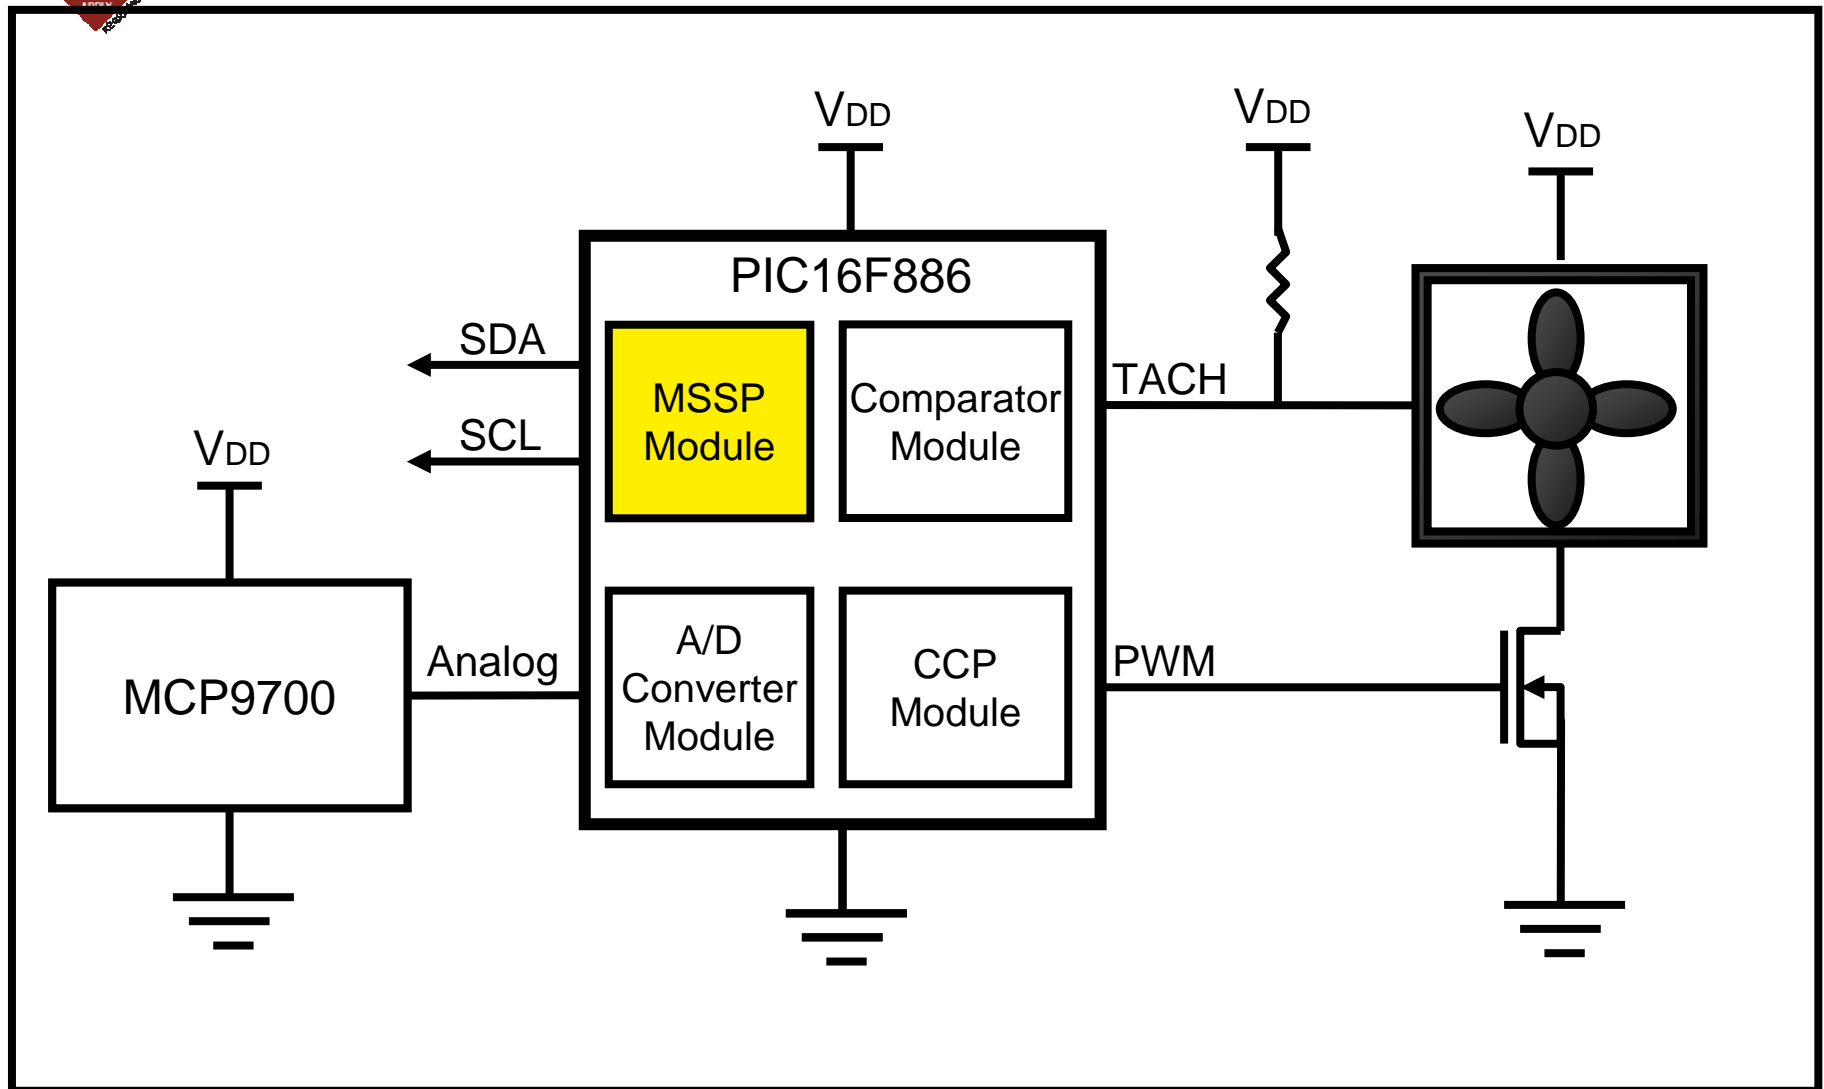 APPLY
VDD
VDD
VDD
PIC16F886
SDA
MSSP
Module
Comparator
Module
TACH
SCL
VDD
MCP9700
Analog
A/D
Converter
Module
CCP
Module
PWM